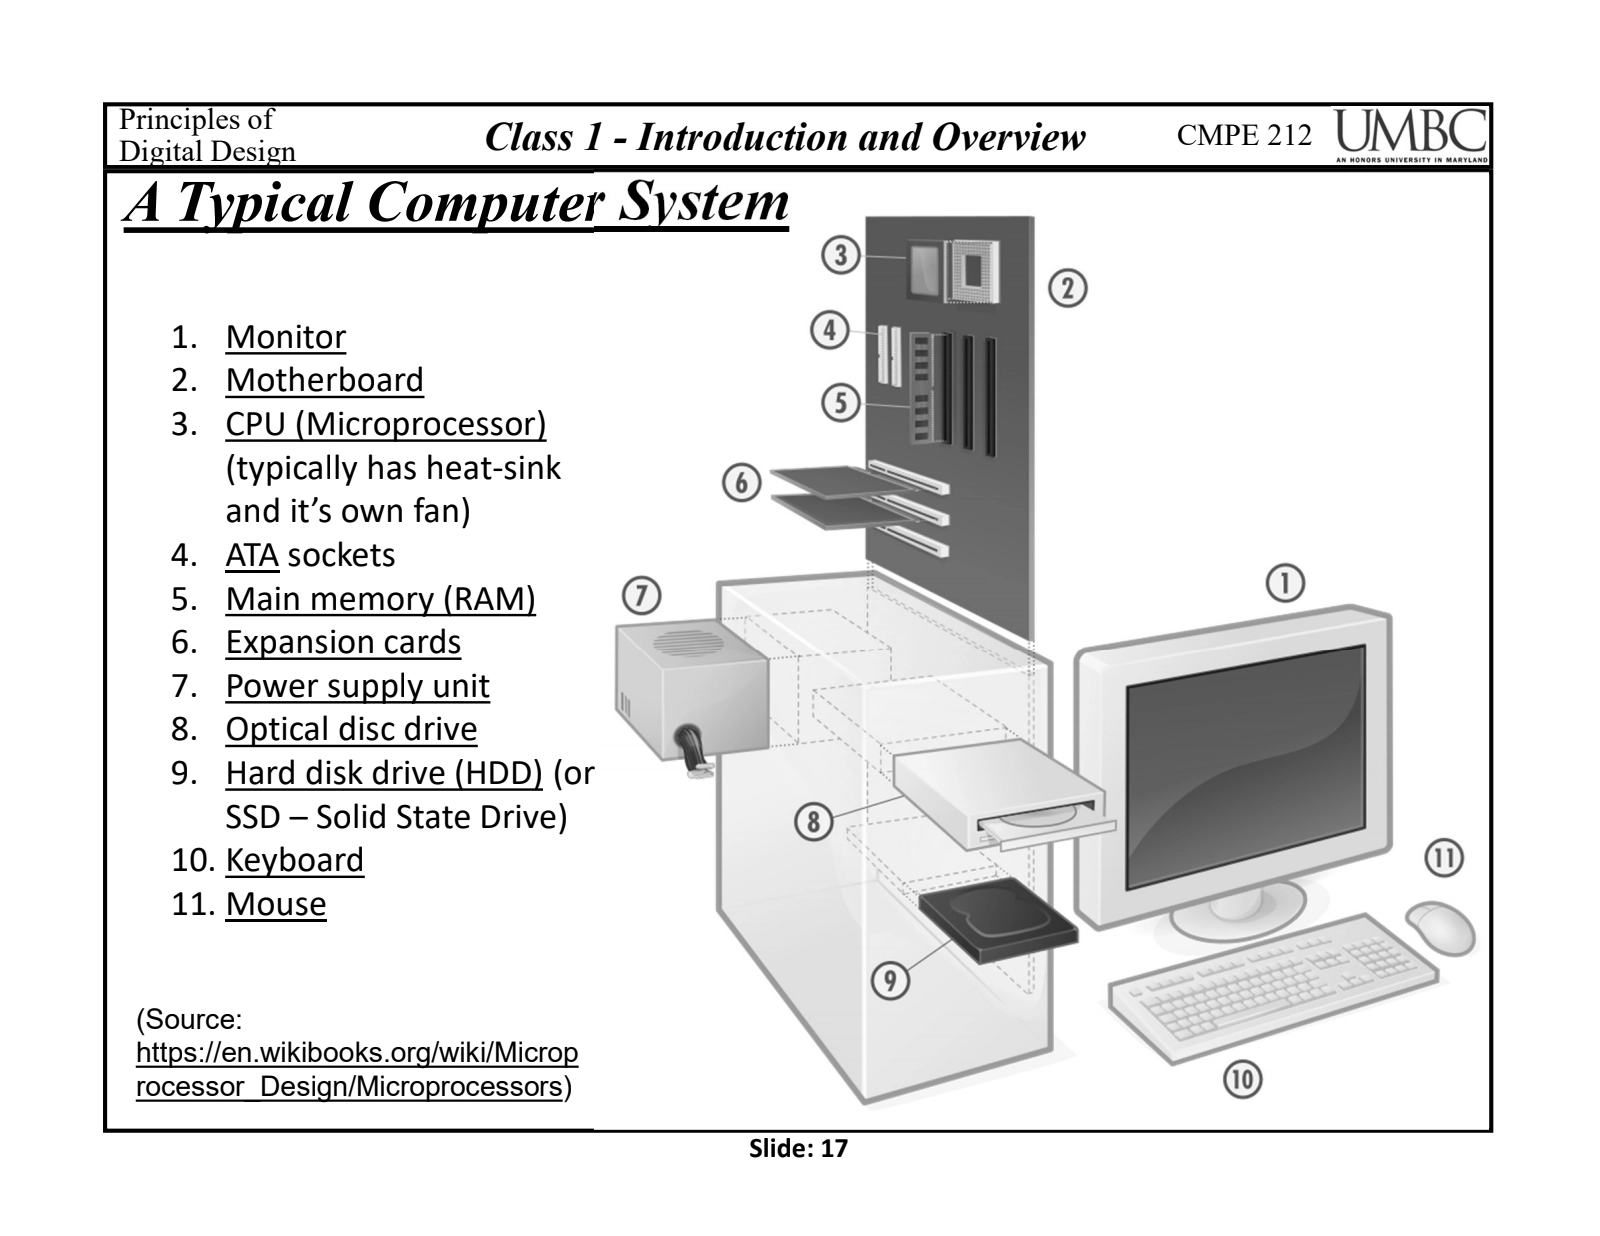 Principles of
Digital Design
Class 1 - Introduction and Overview
CMPE 212
UMBC
AN HONORS UNIVERSITY IN MARYLAND
A Typical Computer System
1. Monitor
2. Motherboard
3. CPU (Microprocessor)
(typically has heat-sink
and it's own fan)
4. ATA sockets
5. Main memory (RAM)
6. Expansion cards
7. Power supply unit
8. Optical disc drive
9. Hard disk drive (HDD) (or
SSD – Solid State Drive)
10. Keyboard
11. Mouse
(Source:
https://en.wikibooks.org/wiki/Microp
rocessor_Design/Microprocessors)
3
2
4
5
6
7
1
8
11
9
10
Slide: 17